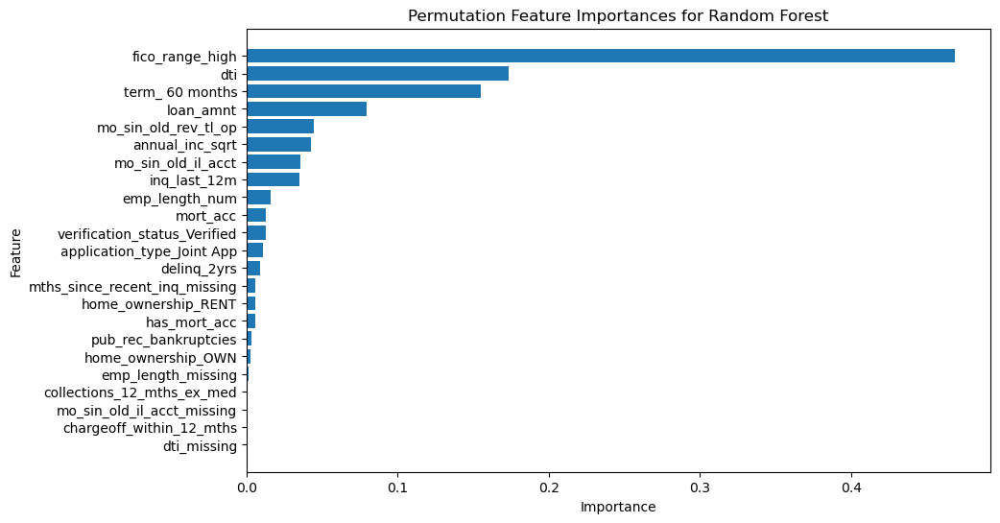 Permutation Feature Importances for Random Forest
fico_range_high
dti
term_ 60 months
loan_amnt
mo_sin_old_rev_tl_op
annual_inc_sqrt
mo_sin_old_il_acct
inq_last_12m
emp_length_num
mort_acc
verification_status_Verified
application_type_Joint App
delinq_2yrs
mths_since_recent_inq_missing
home_ownership_RENT
has_mort_acc
pub_rec_bankruptcies
home_ownership_OWN
emp_length_missing
collections_12_mths_ex_med
mo_sin_old_il_acct_missing
chargeoff_within_12_mths
dti_missing
Feature
0.0 0.1 0.2 0.3 0.4
Importance